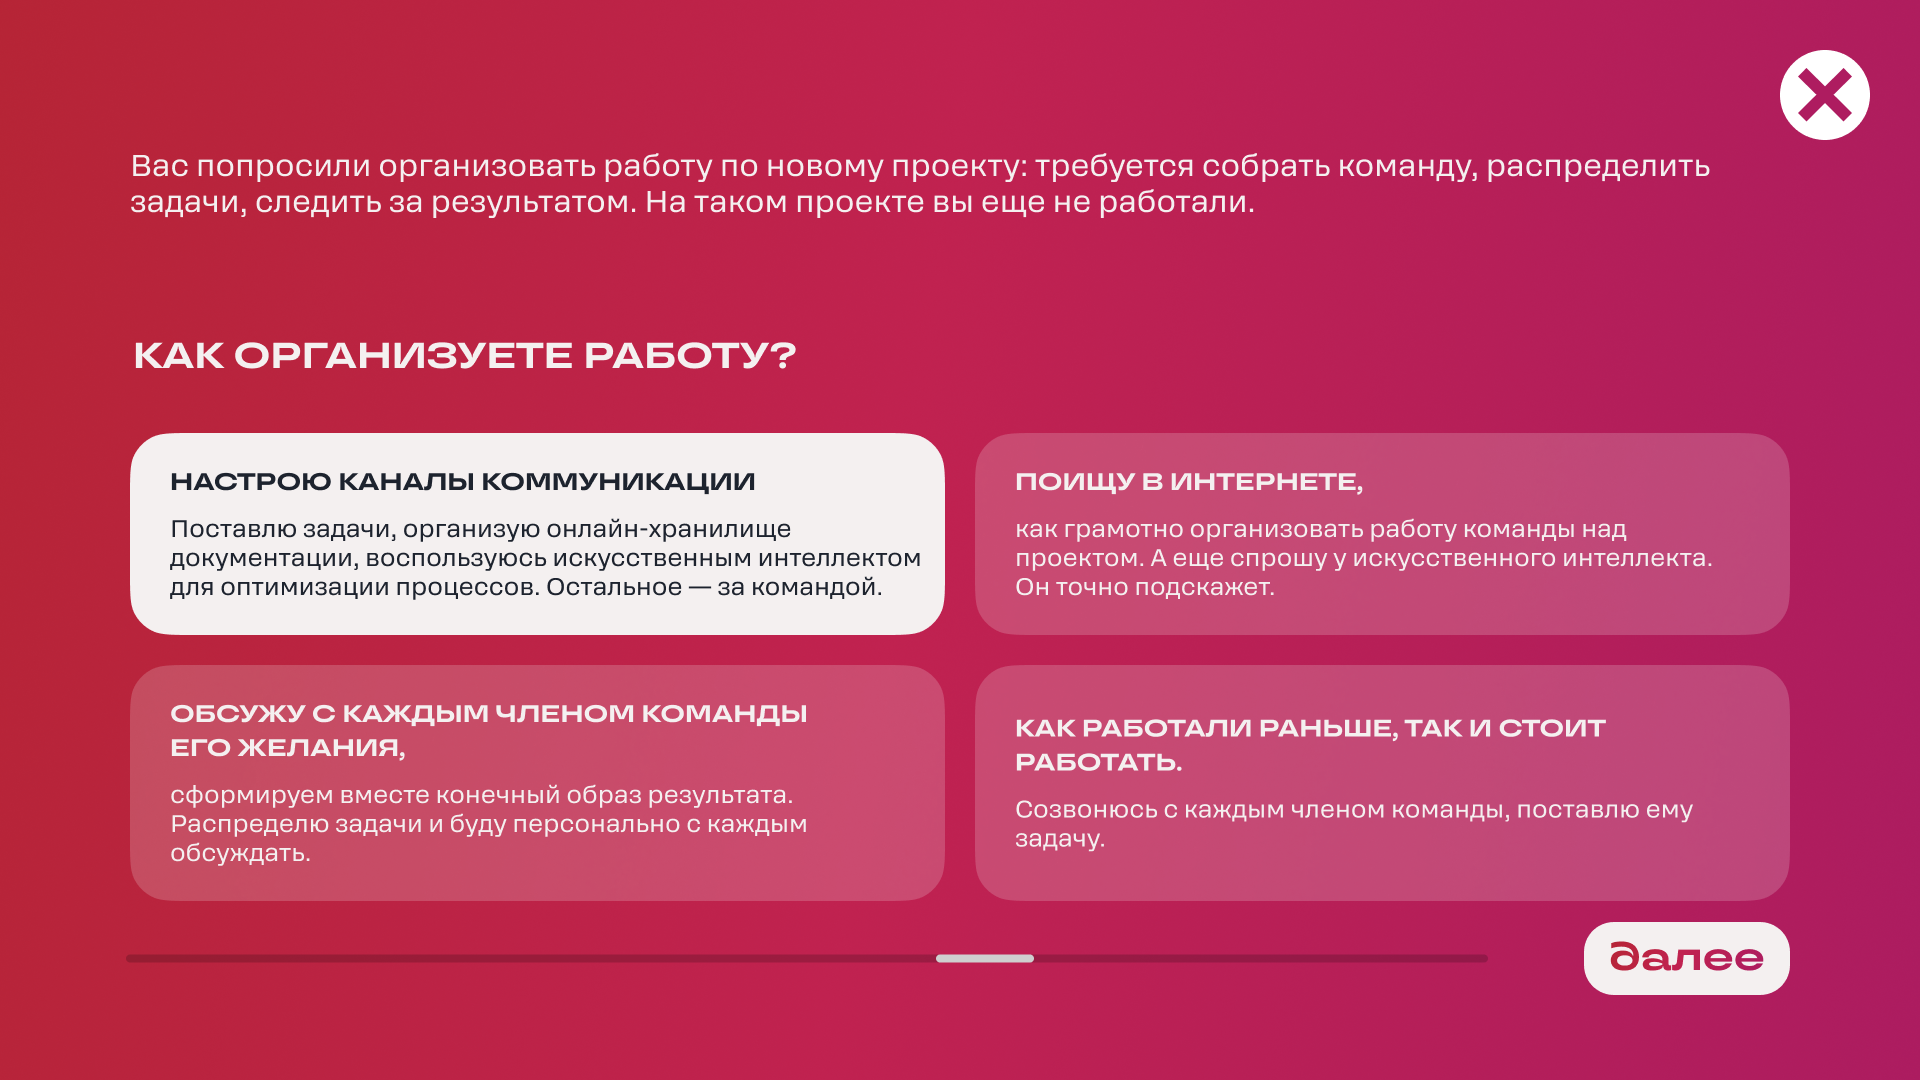 Вас попросили организовать работу по новому проекту: требуется собрать команду, распределить
задачи, следить за результатом. На таком проекте вы еще не работали.
КАК ОРГАНИЗУЕТЕ РАБОТУ?
НАСТРОЮ КАНАЛЫ КОММУНИКАЦИИ
Поставлю задачи, организую онлайн-хранилище
документации, воспользуюсь искусственным интеллектом
для оптимизации процессов. Остальное — за командой.
ПОИЩУ В ИНТЕРНЕТЕ,
как грамотно организовать работу команды над
проектом. А еще спрошу у искусственного интеллекта.
Он точно подскажет.
ОБСУЖУ С КАЖДЫМ ЧЛЕНОМ КОМАНДЫ
ЕГО ЖЕЛАНИЯ,
сформируем вместе конечный образ результата.
Распределю задачи и буду персонально с каждым
обсуждать.
КАК РАБОТАЛИ РАНЬШЕ, ТАК И СТОИТ
РАБОТАТЬ.
Созвонюсь с каждым членом команды, поставлю ему
задачу.
далее